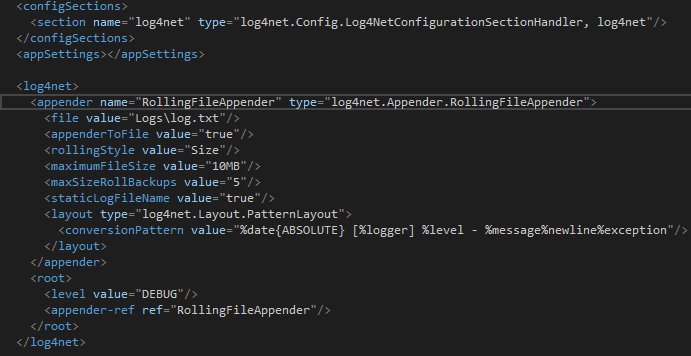 <configSections>
<section name="log4net" type="log4net.Config.Log4NetConfigurationSectionHandler, log4net"/>
</configSections>
<appSettings></appSettings>
<log4net>
<appender name="RollingFileAppender" type="log4net.Appender.RollingFileAppender">
<file value="Logs\log.txt"/>
<appenderToFile value="true"/>
<rollingStyle value="Size"/>
<maximumFileSize value="10MB"/>
<maxSizeRollBackups value="5"/>
<staticLogFileName value="true"/>
<layout type="log4net.Layout.PatternLayout">
<conversionPattern value="%date{ABSOLUTE} [%logger] %level - %message%newline%exception"/>
</layout>
</appender>
<root>
<level value="DEBUG"/>
<appender-ref ref="RollingFileAppender"/>
</root>
</log4net>